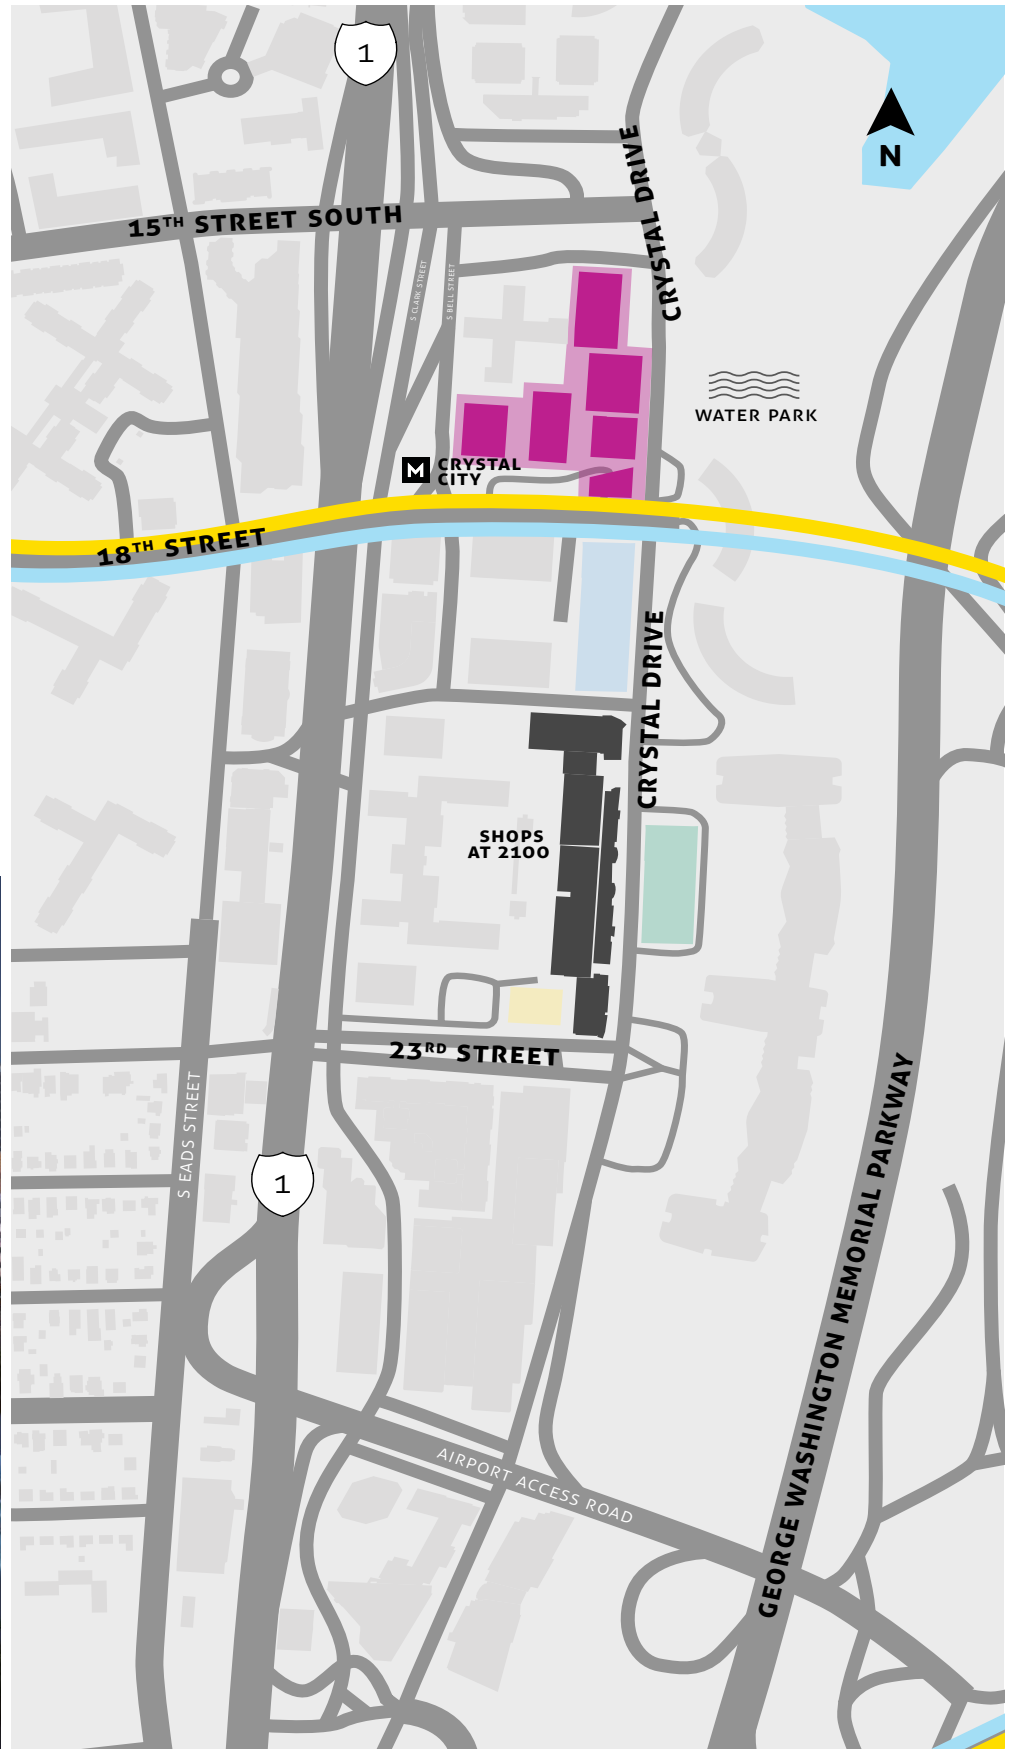 1
N
CRYSTAL DRIVE
15TH STREET SOUTH
S CLARK STREET
S BELL STREET
WATER PARK
M
CRYSTAL
CITY
18TH STREET
CRYSTAL DRIVE
SHOPS
AT 2100
23RD STREET
S EADS STREET
1
GEORGE WASHINGTON MEMORIAL PARKWAY
AIRPORT ACCESS ROAD